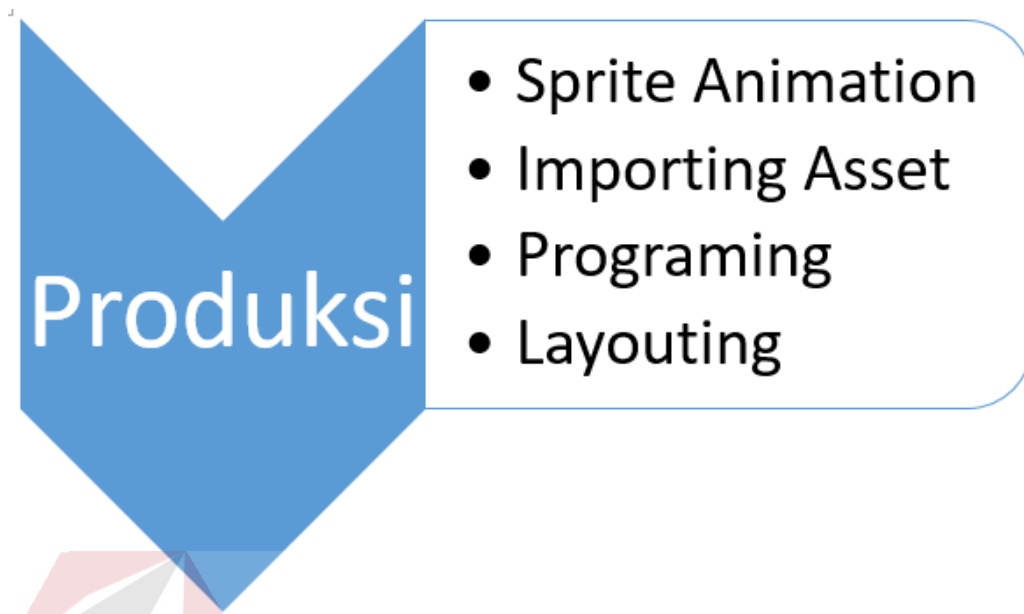 Produksi
• Sprite Animation
• Importing Asset
• Programing
• Layouting